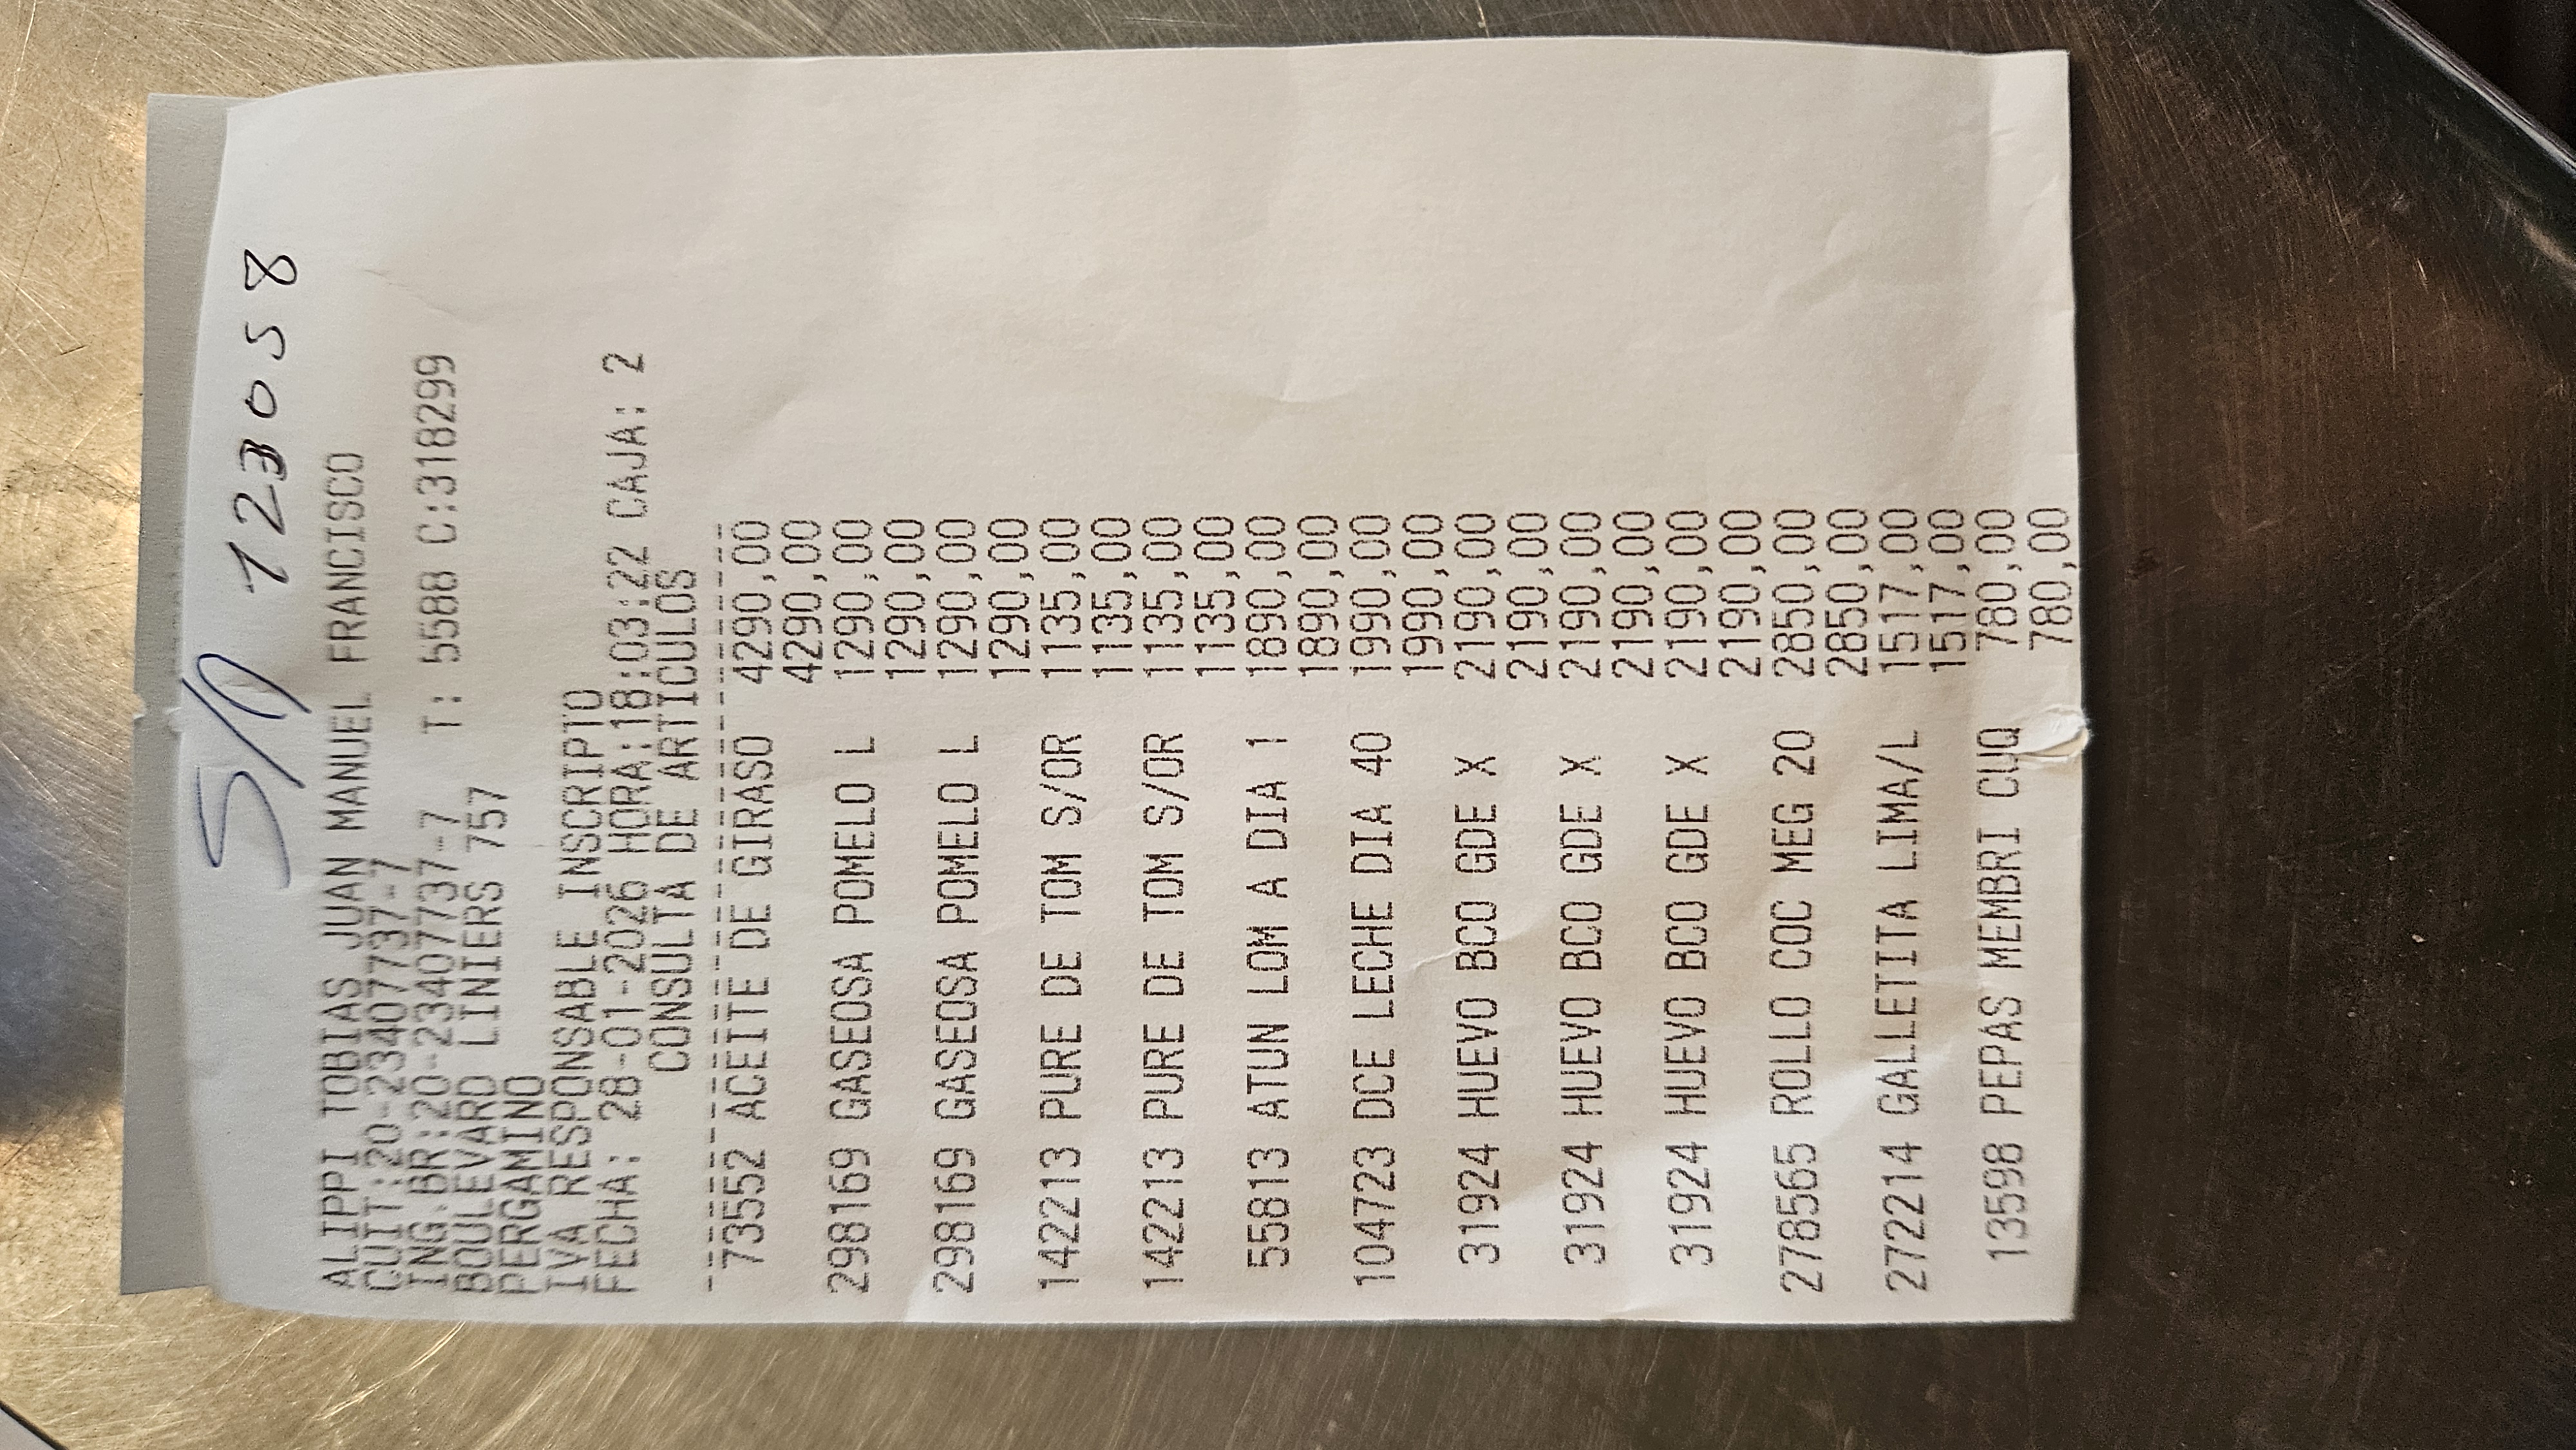 S/A 123058
ALIPPI TOBIAS JUAN MANUEL FRANCISCO
CUIT:20-23407737-7
ING.BR:20-23407737-7 T: 5588 C:318299
BOULEVARD LINIERS 757
PERGAMINO
IVA RESPONSABLE INSCRIPTO
FECHA: 28-01-2026 HORA:18:03:22 CAJA: 2
CONSULTA DE ARTICULOS
73552 ACEITE DE GIRASO 4290,00
4290,00
298169 GASEOSA POMELO L 1290,00
1290,00
298169 GASEOSA POMELO L 1290,00
1290,00
142213 PURE DE TOM S/OR 1135,00
1135,00
142213 PURE DE TOM S/OR 1135,00
1135,00
55813 ATUN LOM A DIA 1 1890,00
1890,00
104723 DCE LECHE DIA 40 1990,00
1990,00
31924 HUEVO BCO GDE X 2190,00
2190,00
31924 HUEVO BCO GDE X 2190,00
2190,00
31924 HUEVO BCO GDE X 2190,00
2190,00
278565 ROLLO COC MEG 20 2850,00
2850,00
272214 GALLETITA LIMA/L 1517,00
1517,00
13598 PEPAS MEMBRI CUQ 780,00
780,00